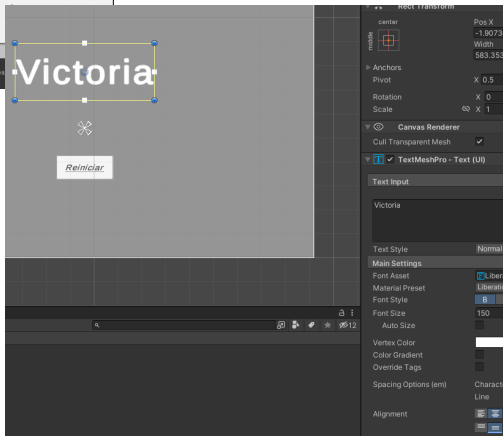 Rect Transform
center
Pos X
-1.9073
Width
583.353
middle
Anchors
Pivot
X 0.5
Rotation
X 0
Scale
X 1
Canvas Renderer
Cull Transparent Mesh
TextMeshPro - Text (UI)
Text Input
Victoria
Text Style
Normal
Main Settings
Font Asset
Libera
Material Preset
Liberatio
Font Style
B
Font Size
150
Auto Size
Vertex Color
Color Gradient
Override Tags
Spacing Options (em)
Charact
Line
Alignment
Victoria
Reiniciar
12